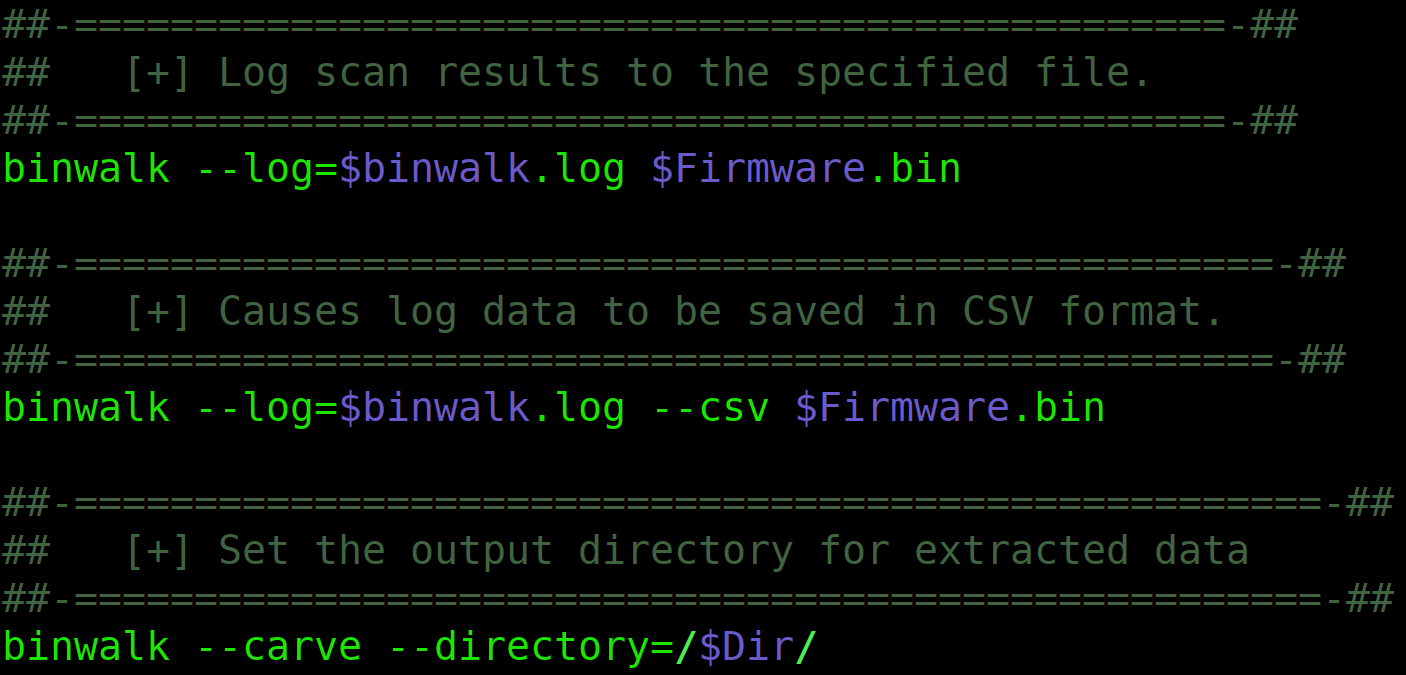 ##-================================================-##
##   [+] Log scan results to the specified file.
##-================================================-##
binwalk --log=$binwalk.log $Firmware.bin
##-==================================================-##
##   [+] Causes log data to be saved in CSV format.
##-==================================================-##
binwalk --log=$binwalk.log --csv $Firmware.bin
##-====================================================-##
##   [+] Set the output directory for extracted data
##-====================================================-##
binwalk --carve --directory=/$Dir/